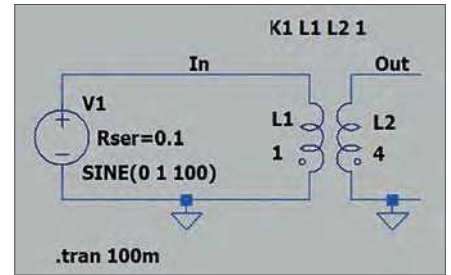 K1 L1 L2 1
In
Out
V1
Rser=0.1
SINE(0 1 100)
L1
1
L2
4
.tran 100m